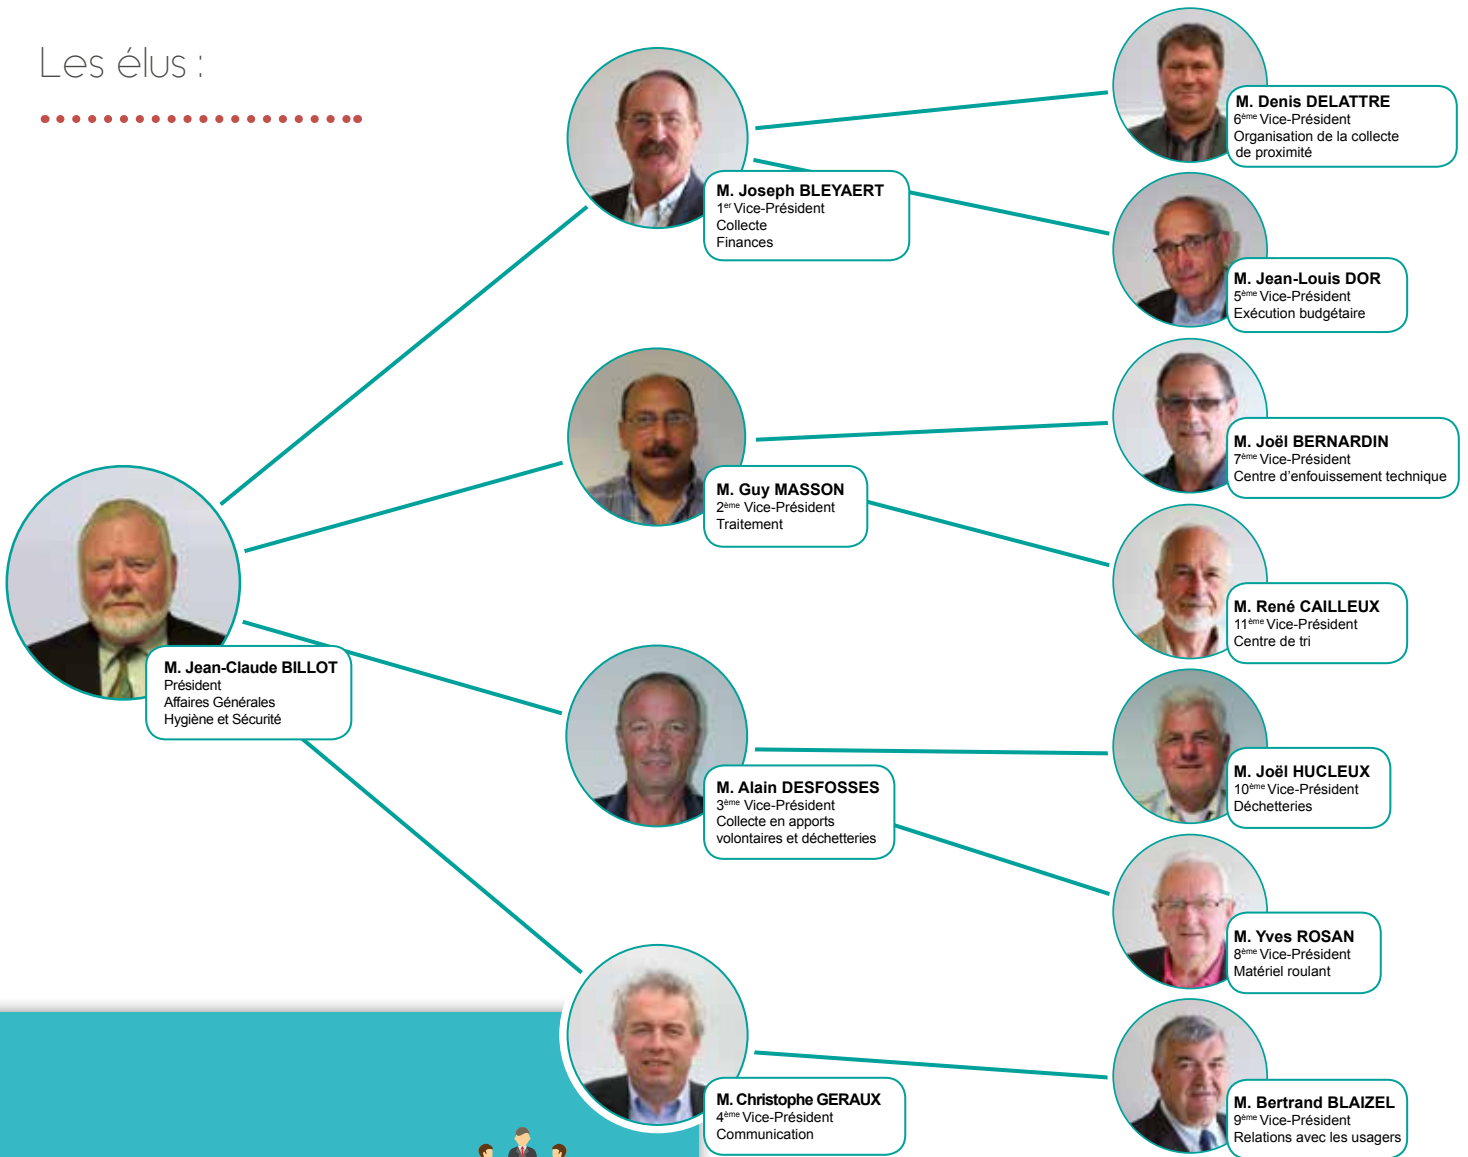 Les élus :
M. Jean-Claude BILLOT
Président
Affaires Générales
Hygiène et Sécurité
M. Joseph BLEYAERT
1er Vice-Président
Collecte
Finances
M. Denis DELATTRE
6ème Vice-Président
Organisation de la collecte
de proximité
M. Jean-Louis DOR
5ème Vice-Président
Exécution budgétaire
M. Guy MASSON
2ème Vice-Président
Traitement
M. Joël BERNARDIN
7ème Vice-Président
Centre d'enfouissement technique
M. René CAILLEUX
11ème Vice-Président
Centre de tri
M. Alain DESFOSSES
3ème Vice-Président
Collecte en apports
volontaires et déchetteries
M. Joël HUCLEUX
10ème Vice-Président
Déchetteries
M. Yves ROSAN
8ème Vice-Président
Matériel roulant
M. Christophe GERAUX
4ème Vice-Président
Communication
M. Bertrand BLAIZEL
9ème Vice-Président
Relations avec les usagers